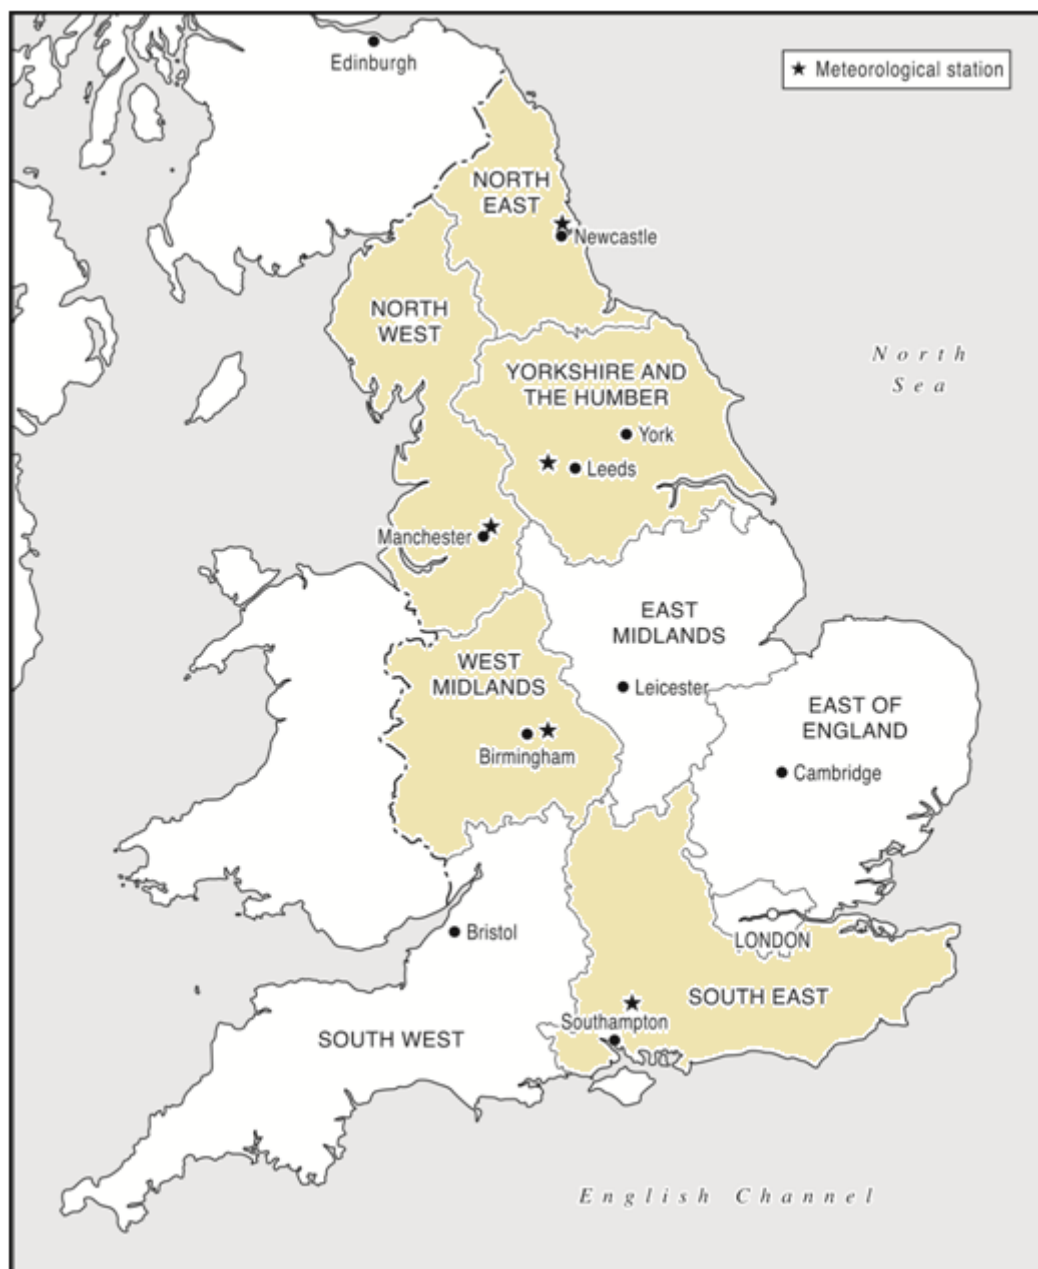 Edinburgh
★ Meteorological station
NORTH
EAST
Newcastle
NORTH
WEST
North
Sea
YORKSHIRE AND
THE HUMBER
York
Leeds
Manchester
EAST
MIDLANDS
WEST
MIDLANDS
Leicester
EAST OF
ENGLAND
Birmingham
Cambridge
Bristol
LONDON
SOUTH EAST
Southampton
SOUTH WEST
English Channel